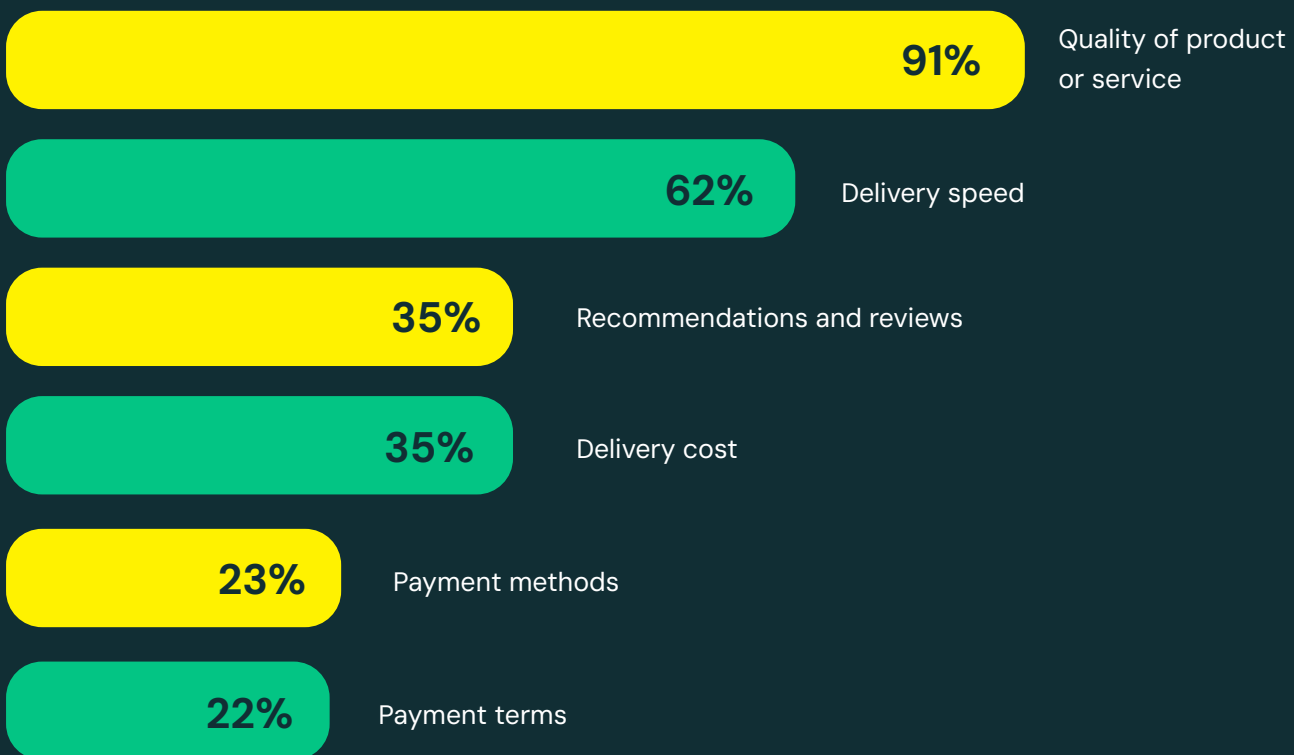 91%
Quality of product
or service
62%
Delivery speed
35%
Recommendations and reviews
35%
Delivery cost
23%
Payment methods
22%
Payment terms